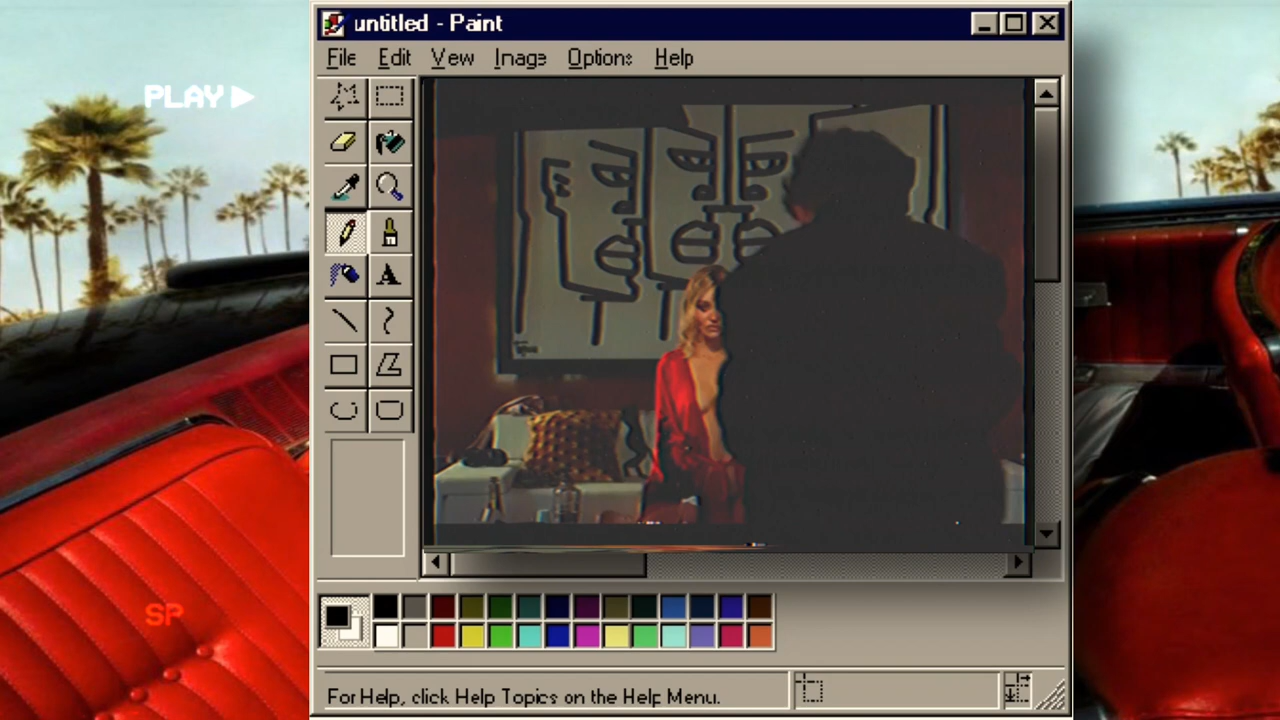 untitled - Paint
File Edit View Image Options Help
PLAY
A
SP
For Help, click Help Topics on the Help Menu.